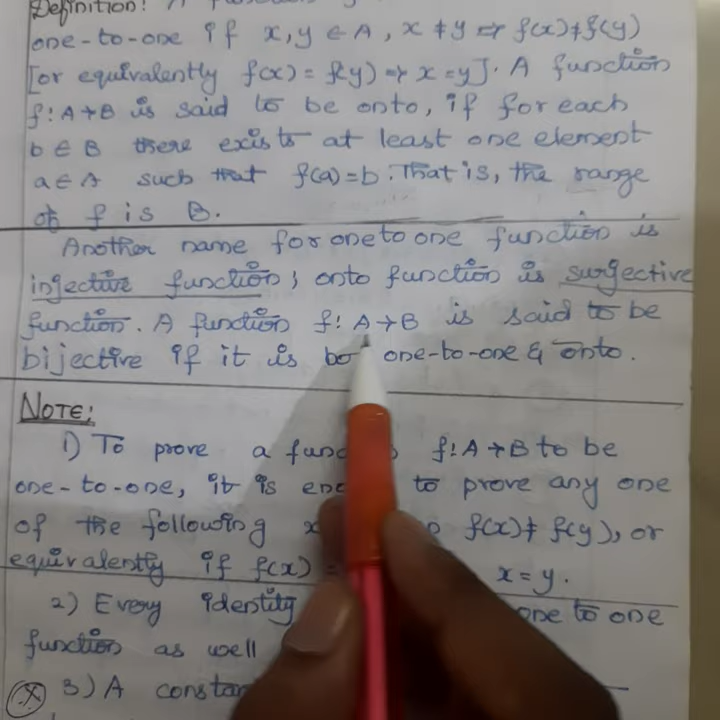 Definition: A function
one-to-one if x, y ∈ A, x ≠ y ⇒ f(x) ≠ f(y)
[or equivalently f(x) = f(y) ⇒ x = y]. A function
f: A → B is said to be onto, if for each
b ∈ B there exists at least one element
a ∈ A such that f(a) = b. That is, the range
of f is B.
Another name for one to one function is
injective function; onto function is surjective
function. A function f: A → B is said to be
bijective if it is one-to-one & onto.
NOTE:
1) To prove a f: A → B to be
one-to-one, it is to prove any one
of the following f(x) ≠ f(y), or
equivalently if f(x) = x = y.
2) Every identity one to one
function as well
3) A